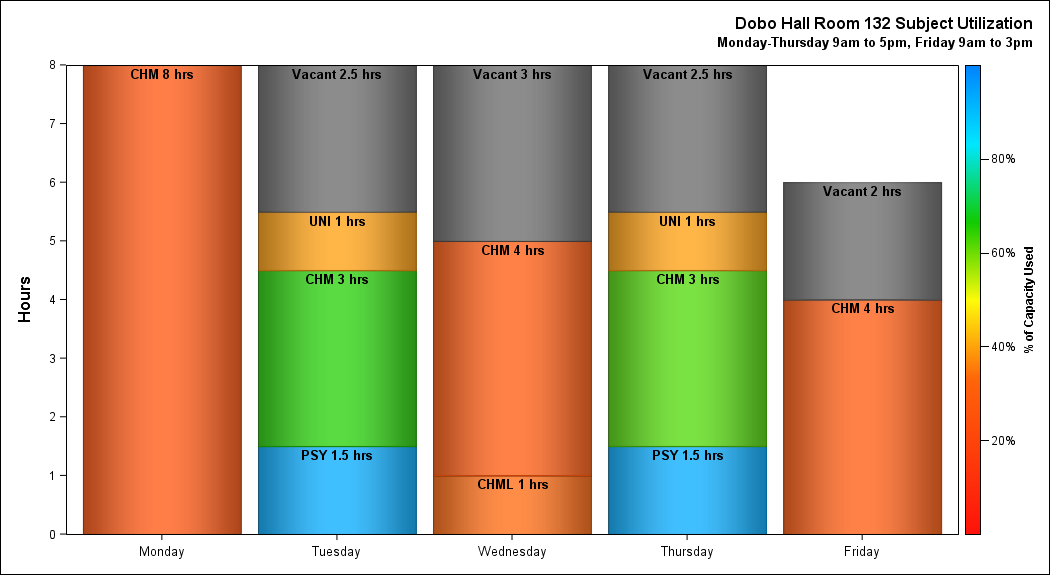 Dobo Hall Room 132 Subject Utilization
Monday-Thursday 9am to 5pm, Friday 9am to 3pm
Hours
8
7
6
5
4
3
2
1
0
CHM 8 hrs
Vacant 2.5 hrs
UNI 1 hrs
CHM 3 hrs
PSY 1.5 hrs
Vacant 3 hrs
CHM 4 hrs
CHML 1 hrs
Vacant 2.5 hrs
UNI 1 hrs
CHM 3 hrs
PSY 1.5 hrs
Vacant 2 hrs
CHM 4 hrs
Monday
Tuesday
Wednesday
Thursday
Friday
80%
60%
40%
20%
% of Capacity Used